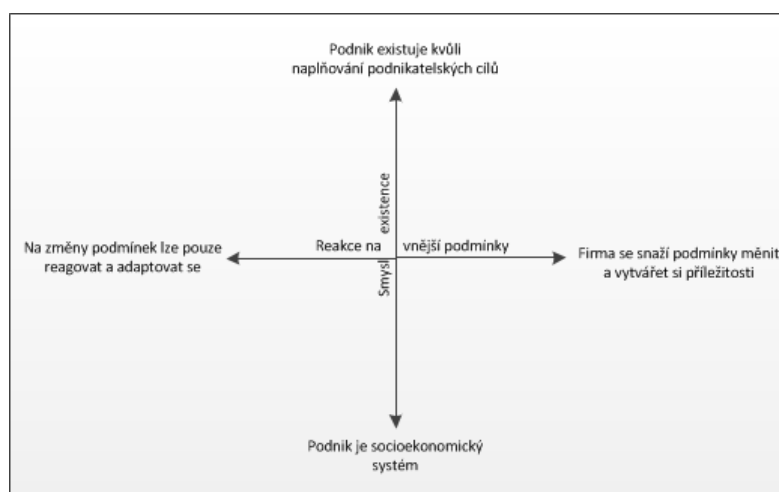 Podnik existuje kvůli
naplňování podnikatelských cílů
existence
Na změny podmínek lze pouze
reagovat a adaptovat se
Reakce na
vnější podmínky
Firma se snaží podmínky měnit
a vytvářet si příležitosti
Smysl
Podnik je socioekonomický
systém